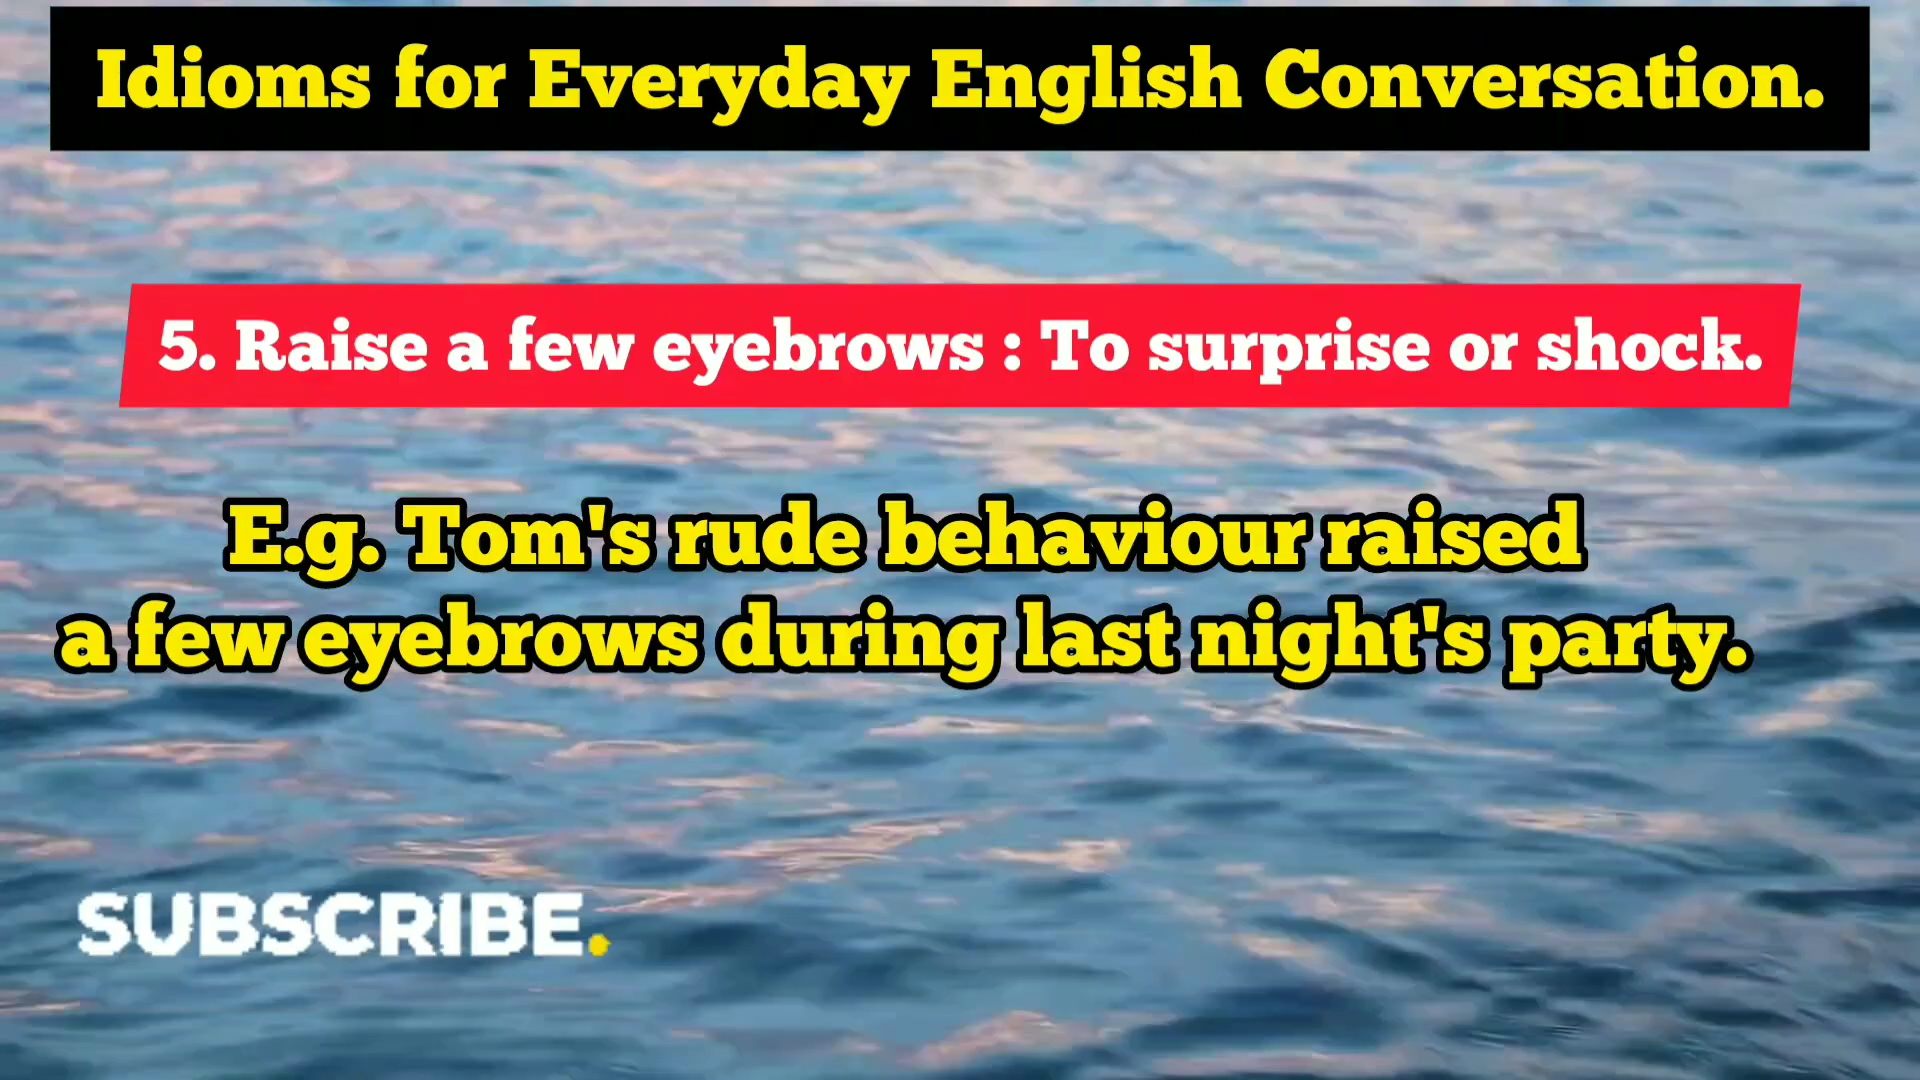 Idioms for Everyday English Conversation.
5. Raise a few eyebrows : To surprise or shock.
E.g. Tom's rude behaviour raised
a few eyebrows during last night's party.
SUBSCRIBE.